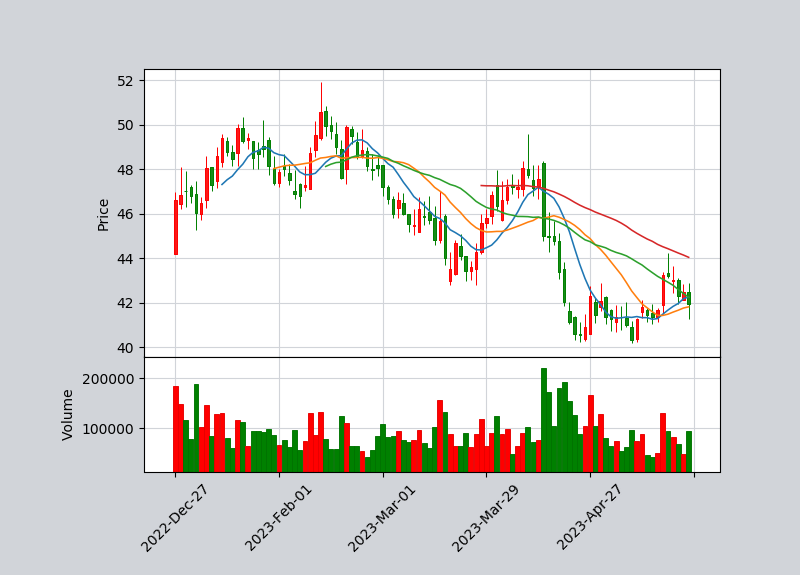 52
50
48
46
44
42
40
Price
200000
100000
Volume
2022-Dec-27
2023-Feb-01
2023-Mar-01
2023-Mar-29
2023-Apr-27